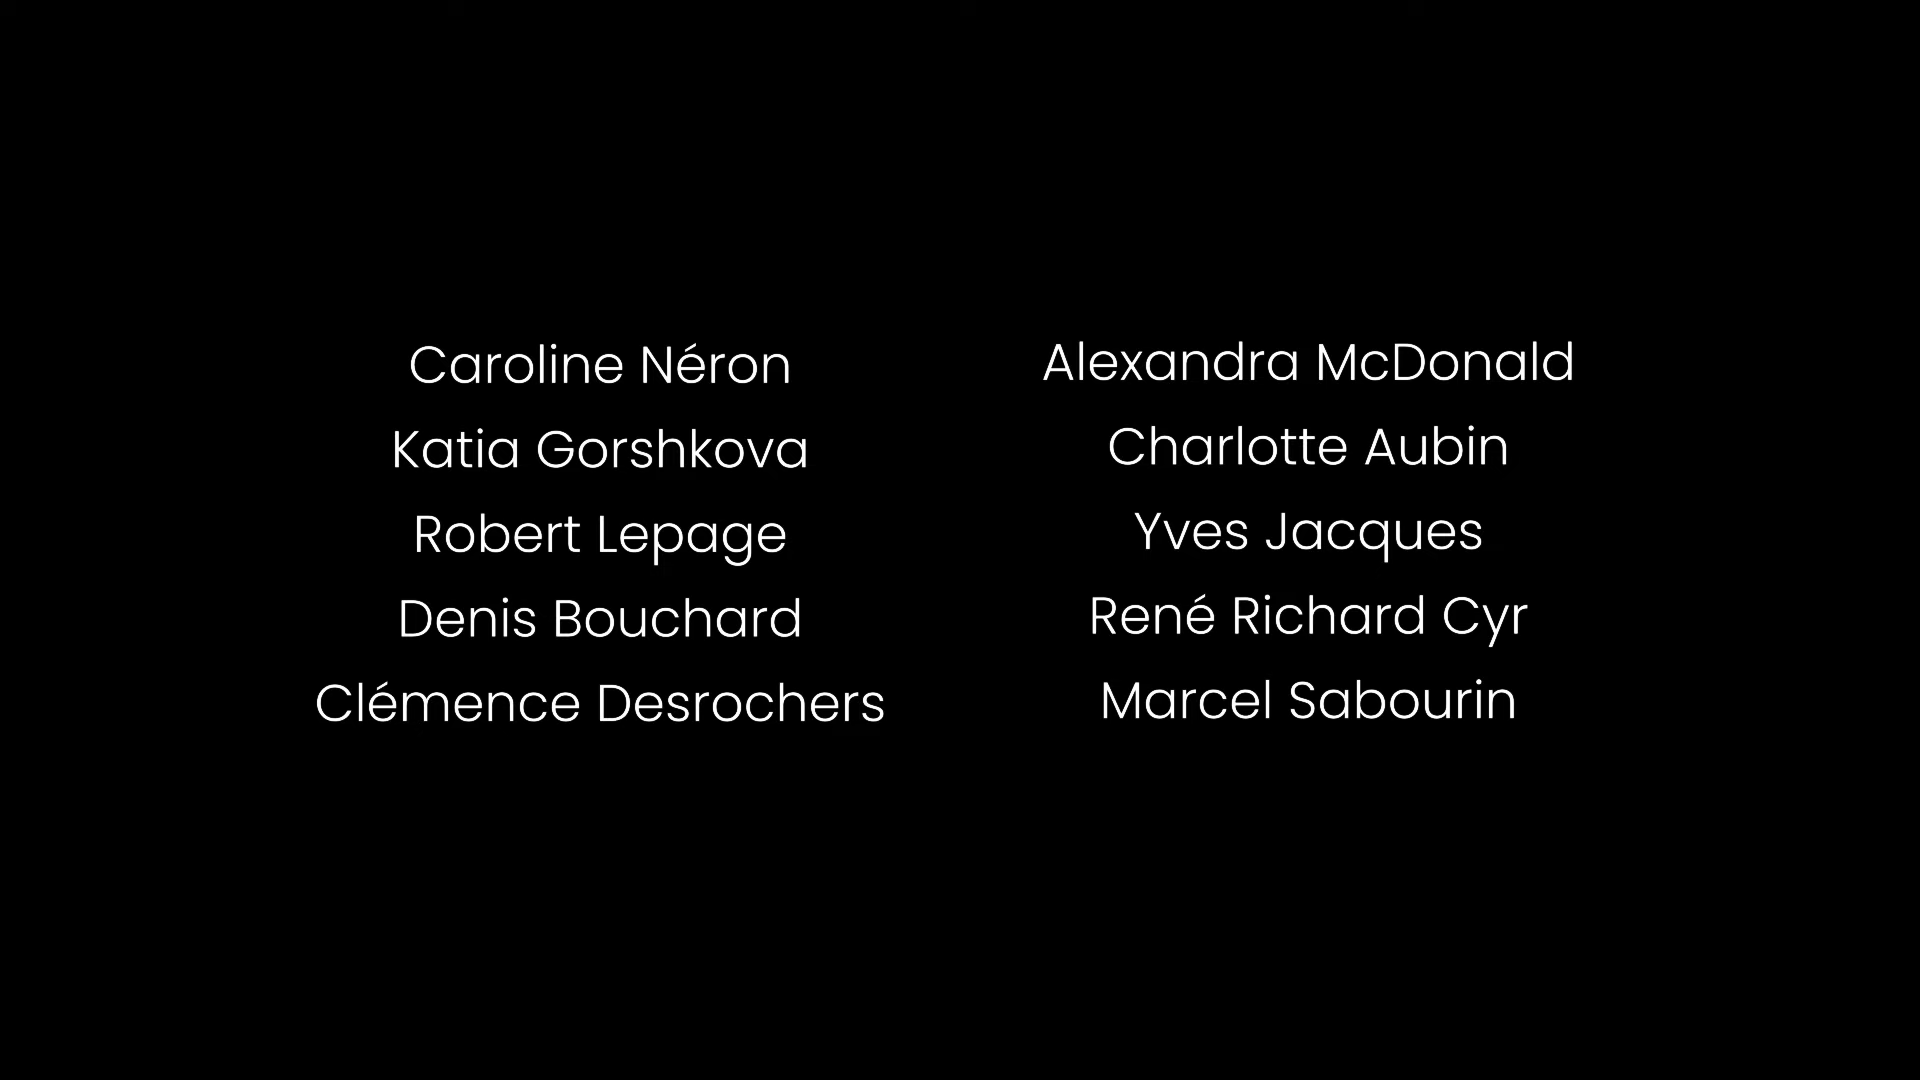 Caroline Néron
Katia Gorshkova
Robert Lepage
Denis Bouchard
Clémence Desrochers
Alexandra McDonald
Charlotte Aubin
Yves Jacques
René Richard Cyr
Marcel Sabourin